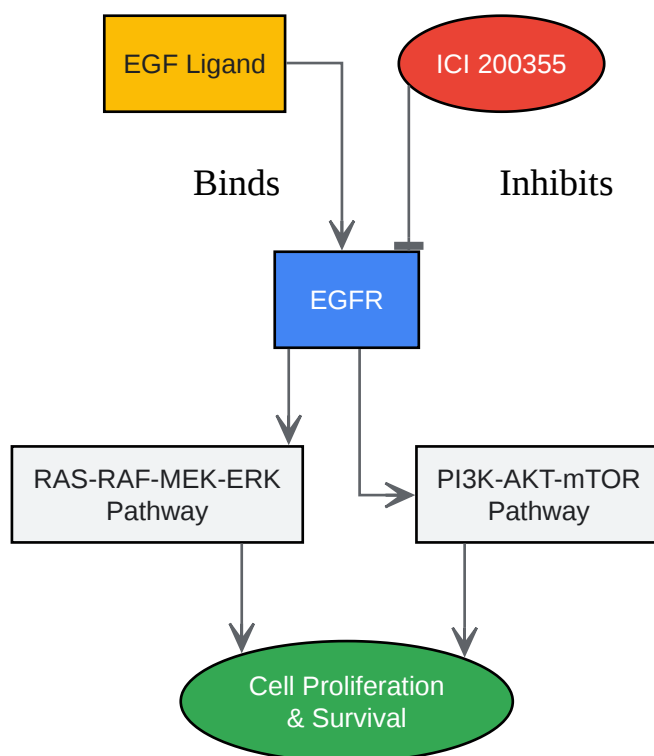 EGF Ligand
ICI 200355
Binds
Inhibits
EGFR
RAS-RAF-MEK-ERK
Pathway
PI3K-AKT-mTOR
Pathway
Cell Proliferation
& Survival